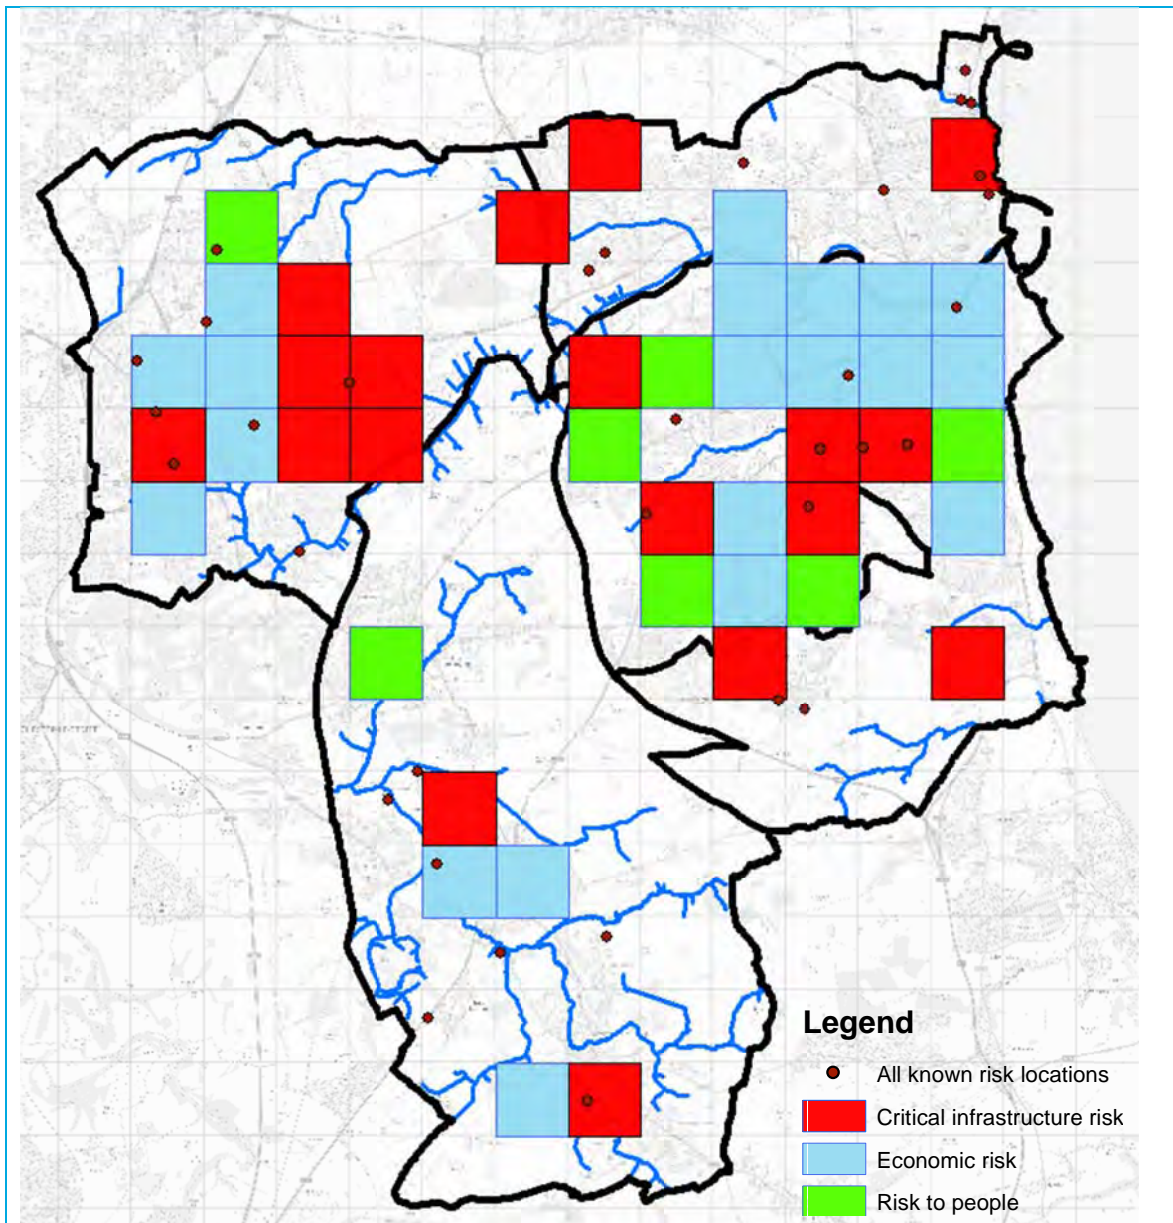 Legend
All known risk locations
Critical infrastructure risk
Economic risk
Risk to people